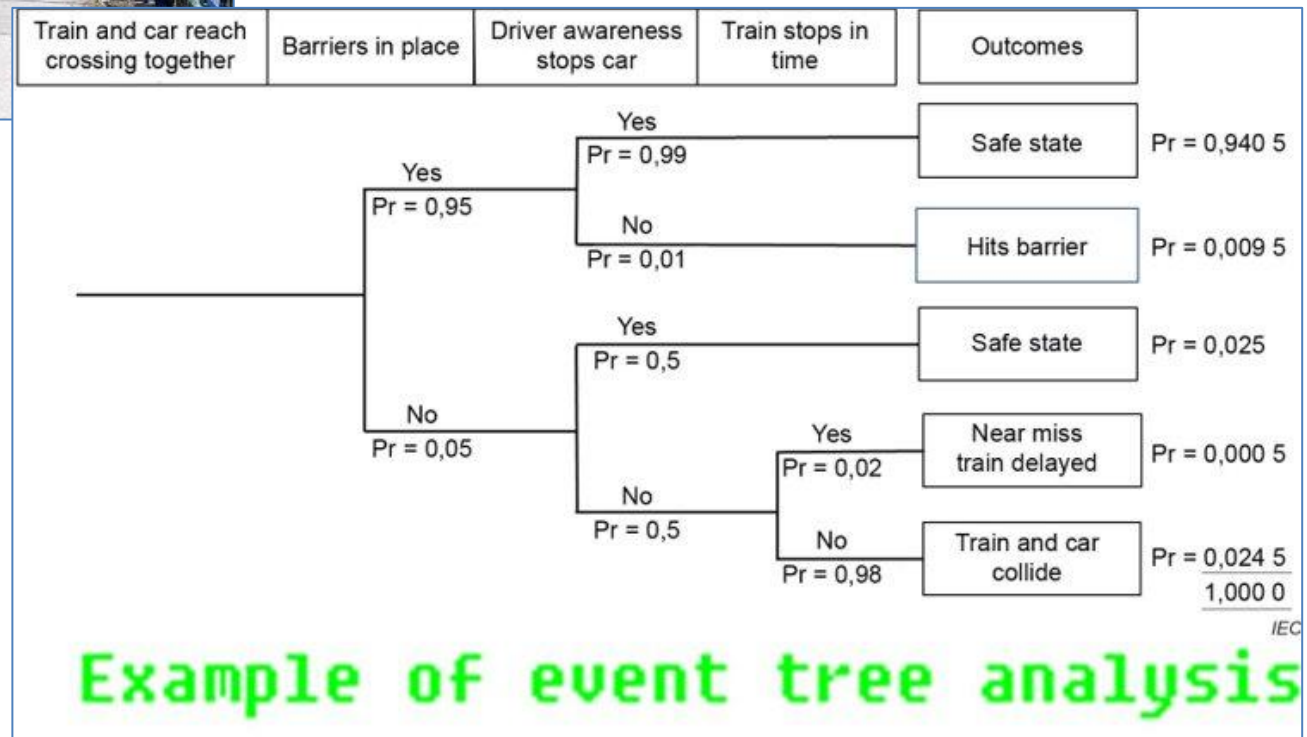 Train and car reach
crossing together
Barriers in place
Driver awareness
stops car
Train stops in
time
Outcomes
Yes
Pr = 0,99
Safe state
Pr = 0,940 5
Yes
Pr = 0,95
No
Pr = 0,01
Hits barrier
Pr = 0,009 5
Yes
Pr = 0,5
Safe state
Pr = 0,025
No
Pr = 0,05
Yes
Pr = 0,02
Near miss
train delayed
Pr = 0,000 5
No
Pr = 0,5
No
Pr = 0,98
Train and car
collide
Pr = 0,024 5
1,000 0
IEC
Example of event tree analysis